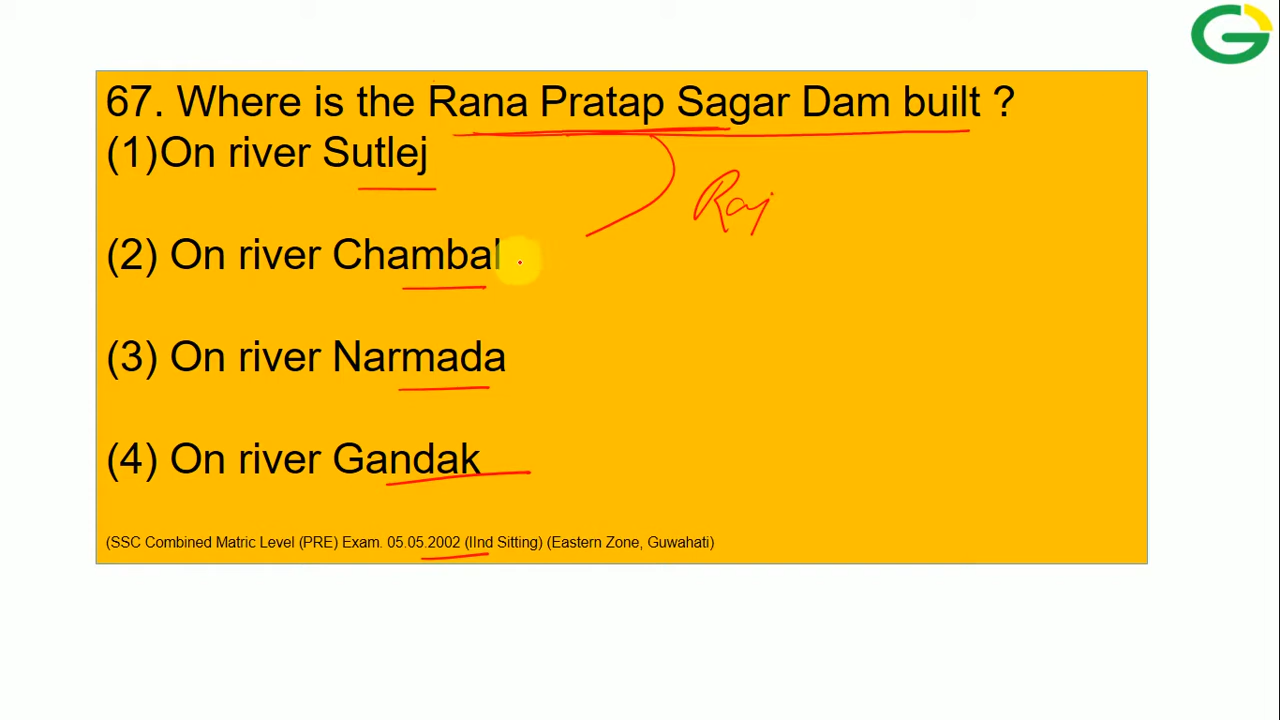 67. Where is the Rana Pratap Sagar Dam built ?
(1)On river Sutlej
Raj
(2) On river Chambal
(3) On river Narmada
(4) On river Gandak
(SSC Combined Matric Level (PRE) Exam. 05.05.2002 (IInd Sitting) (Eastern Zone, Guwahati)